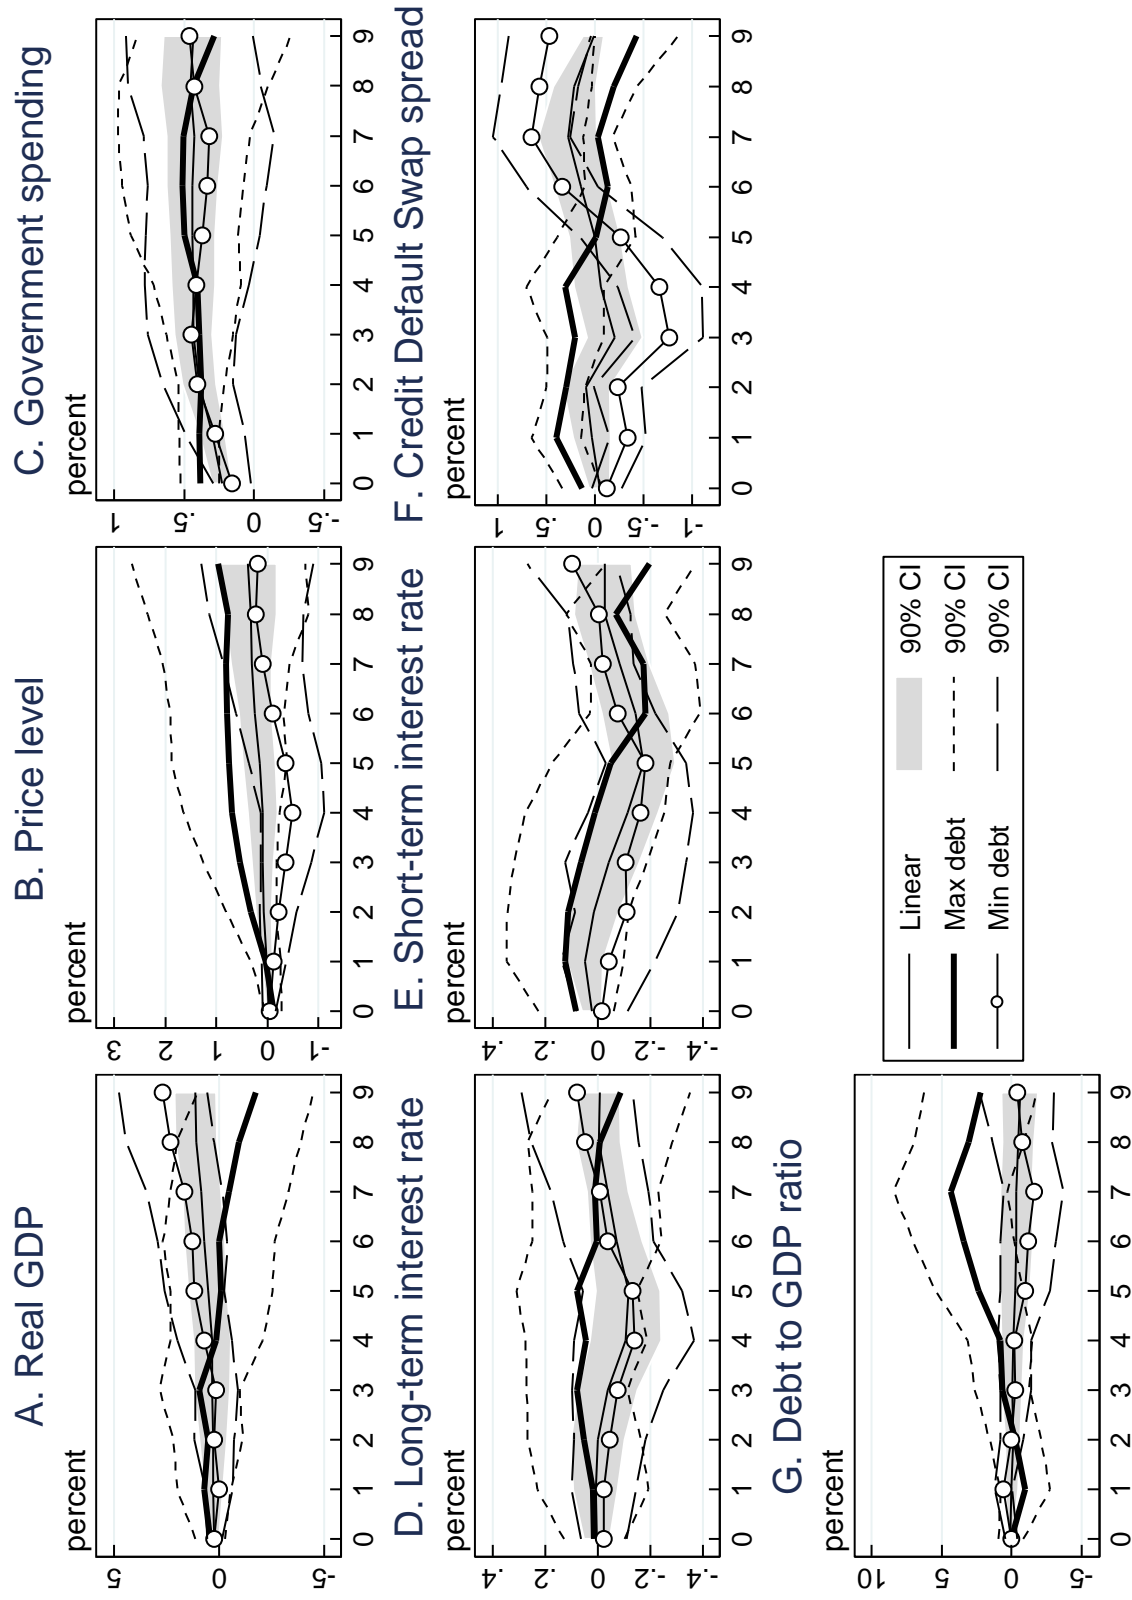 A. Real GDP
percent
5
0
-5
0 1 2 3 4 5 6 7 8 9
B. Price level
percent
3
2
1
0
-1
0 1 2 3 4 5 6 7 8 9
C. Government spending
percent
1
.5
0
-.5
0 1 2 3 4 5 6 7 8 9
D. Long-term interest rate
percent
.4
.2
0
-.2
-.4
0 1 2 3 4 5 6 7 8 9
E. Short-term interest rate
percent
.4
.2
0
-.2
-.4
0 1 2 3 4 5 6 7 8 9
F. Credit Default Swap spread
percent
1
.5
0
-.5
-1
0 1 2 3 4 5 6 7 8 9
G. Debt to GDP ratio
percent
10
5
0
-5
0 1 2 3 4 5 6 7 8 9
Linear 90% CI
Max debt 90% CI
Min debt 90% CI